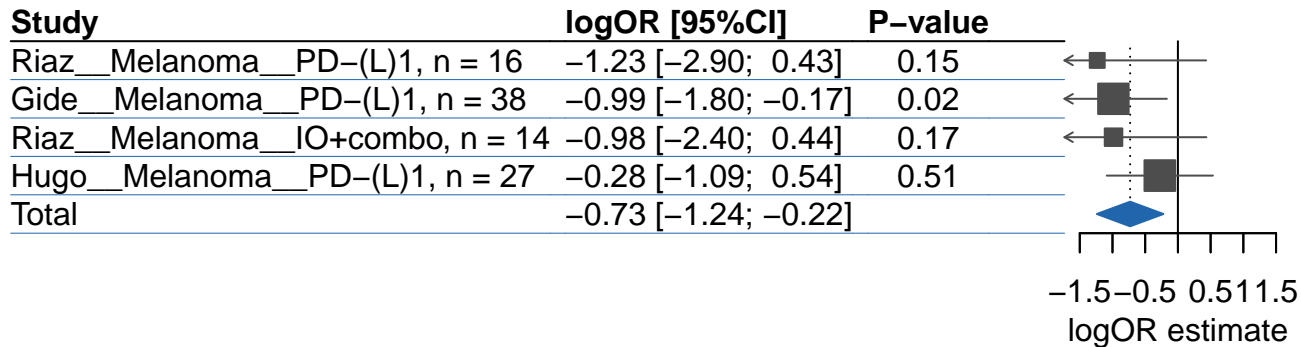 Study logOR [95%CI] P−value
Riaz__Melanoma__PD−(L)1, n = 16 −1.23 [−2.90; 0.43] 0.15
Gide__Melanoma__PD−(L)1, n = 38 −0.99 [−1.80; −0.17] 0.02
Riaz__Melanoma__IO+combo, n = 14 −0.98 [−2.40; 0.44] 0.17
Hugo__Melanoma__PD−(L)1, n = 27 −0.28 [−1.09; 0.54] 0.51
Total −0.73 [−1.24; −0.22]
−1.5 −0.5 0.5 1 1.5
logOR estimate